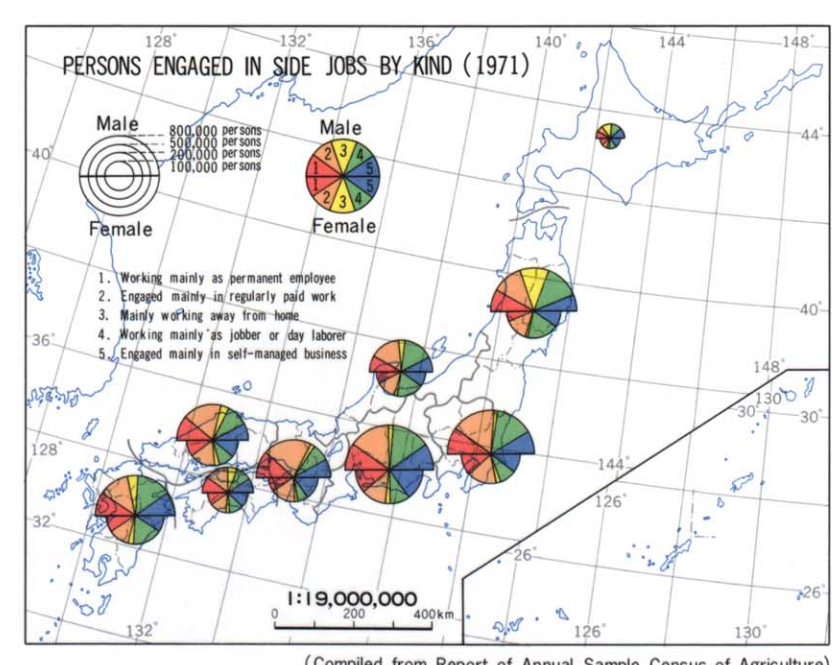 128° 132° 136° 140° 144° 148°
PERSONS ENGAGED IN SIDE JOBS BY KIND (1971)
Male
800,000 persons
500,000 persons
200,000 persons
100,000 persons
Female
Male
1 2 3 4 5
1 2 3 4 5
Female
44°
40°
1. Working mainly as permanent employee
2. Engaged mainly in regularly paid work
3. Mainly working away from home
4. Working mainly as jobber or day laborer
5. Engaged mainly in self-managed business
40°
36°
148°
130°
30°
30°
128°
144°
126°
32°
26°
26°
1:19,000,000
0 200 400km
132°
126°
130°
(Compiled from Report of Annual Sample Census of Agriculture)